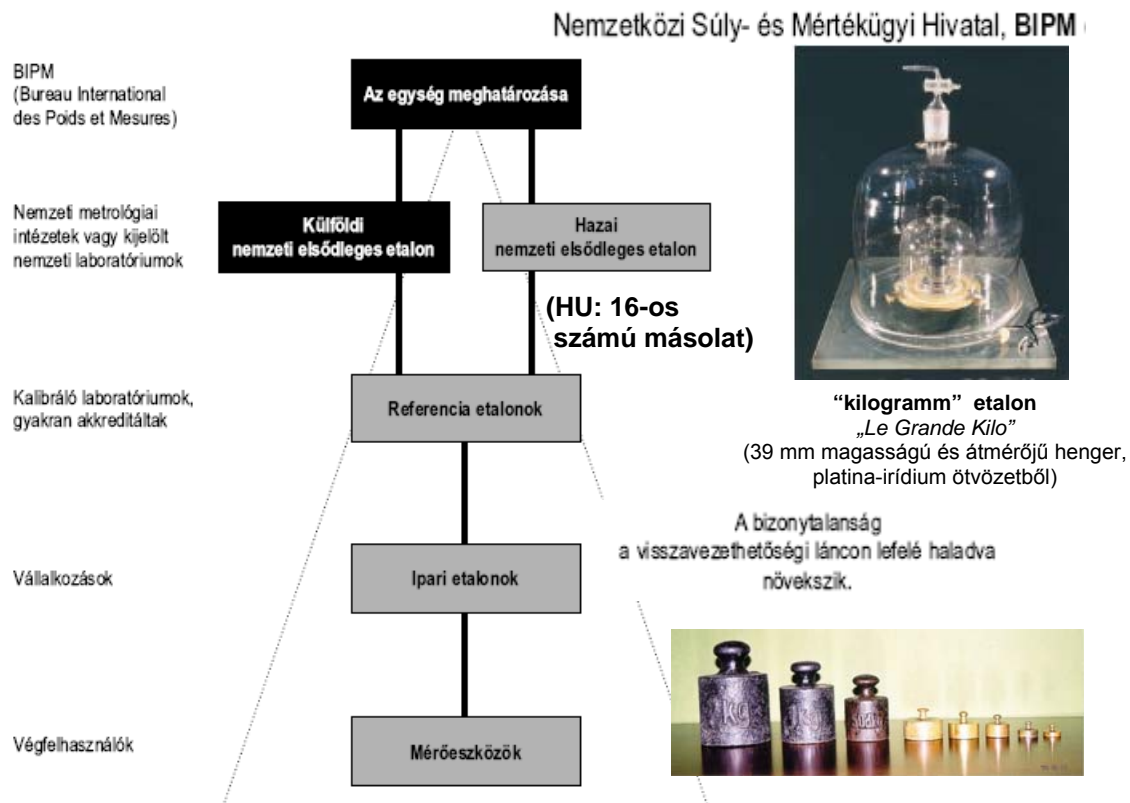 Nemzetközi Súly- és Mértékügyi Hivatal, BIPM
BIPM
(Bureau International
des Poids et Mesures)
Az egység meghatározása
Nemzeti metrológiai
intézetek vagy kijelölt
nemzeti laboratóriumok
Külföldi
nemzeti elsődleges etalon
Hazai
nemzeti elsődleges etalon
(HU: 16-os
számú másolat)
Kalibráló laboratóriumok,
gyakran akkreditáltak
Referencia etalonok
“kilogramm” etalon
„Le Grande Kilo”
(39 mm magasságú és átmérőjű henger,
platina-irídium ötvözetből)
A bizonytalanság
a visszavezethetőségi láncon lefelé haladva
növekszik.
Vállalkozások
Ipari etalonok
kg
kg
Végfelhasználók
Mérőeszközök